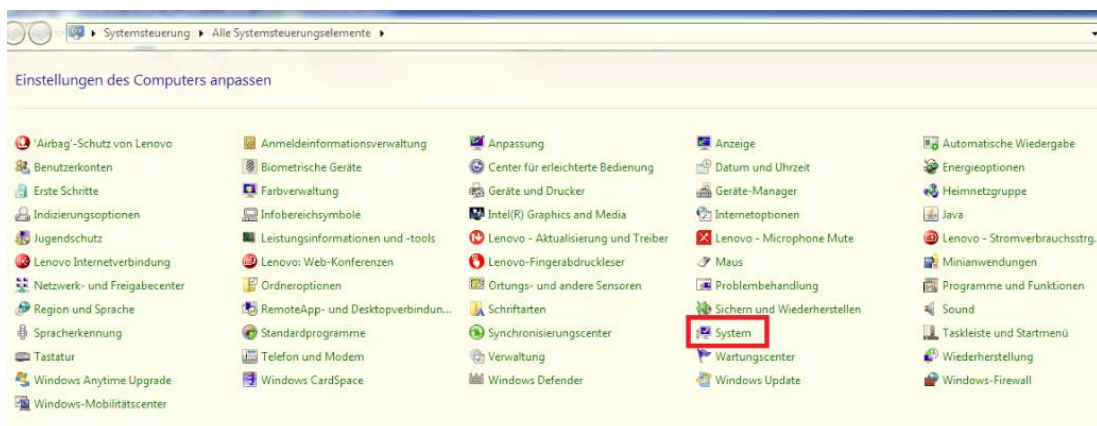 Systemsteuerung ▸ Alle Systemsteuerungselemente ▸
Einstellungen des Computers anpassen
'Airbag'-Schutz von Lenovo Anmeldeinformationsverwaltung Anpassung Anzeige Automatische Wiedergabe
Benutzerkonten Biometrische Geräte Center für erleichterte Bedienung Datum und Uhrzeit Energieoptionen
Erste Schritte Farbverwaltung Geräte und Drucker Geräte-Manager Heimnetzgruppe
Indizierungsoptionen Infobereichsymbole Intel(R) Graphics and Media Internetoptionen Java
Jugendschutz Leistungsinformationen und -tools Lenovo - Aktualisierung und Treiber Lenovo - Microphone Mute Lenovo - Stromverbrauchsstrg.
Lenovo Internetverbindung Lenovo: Web-Konferenzen Lenovo-Fingerabdruckleser Maus Minianwendungen
Netzwerk- und Freigabecenter Ordneroptionen Ortungs- und andere Sensoren Problembehandlung Programme und Funktionen
Region und Sprache RemoteApp- und Desktopverbindun... Schriftarten Sichern und Wiederherstellen Sound
Spracherkennung Standardprogramme Synchronisierungscenter System Taskleiste und Startmenü
Tastatur Telefon und Modem Verwaltung Wartungscenter Wiederherstellung
Windows Anytime Upgrade Windows CardSpace Windows Defender Windows Update Windows-Firewall
Windows-Mobilitätscenter